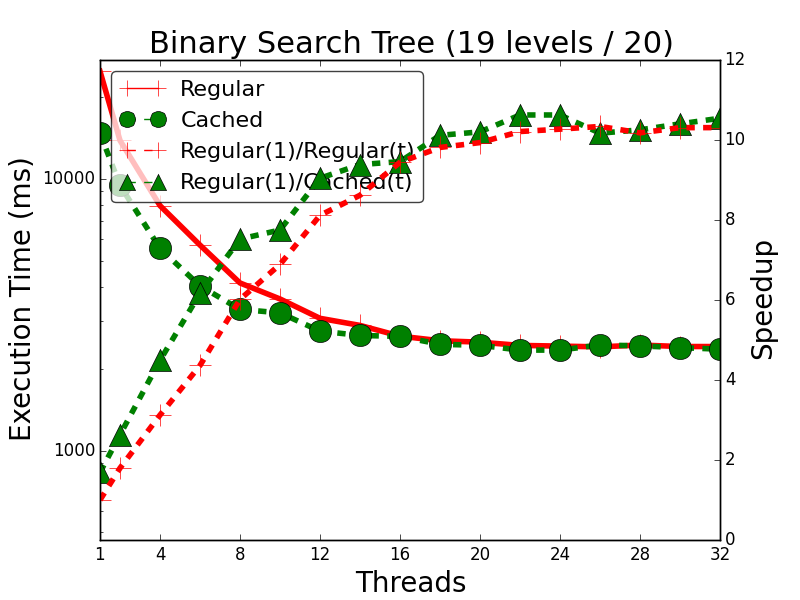 Binary Search Tree (19 levels / 20)
Regular
Cached
Regular(1)/Regular(t)
Regular(1)/Cached(t)
Execution Time (ms)
10000
1000
12
10
8
6
4
2
0
Speedup
1 4 8 12 16 20 24 28 32
Threads